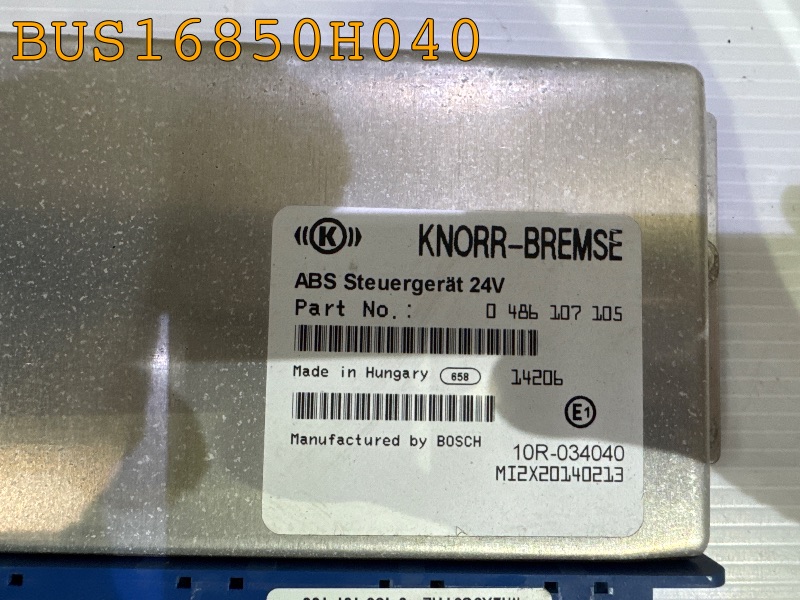 BUS16850H040
K KNORR-BREMSE
ABS Steuergerät 24V
Part No.: 0 486 107 105
Made in Hungary 658 14206
E1
Manufactured by BOSCH
10R-034040
MI2X20140213